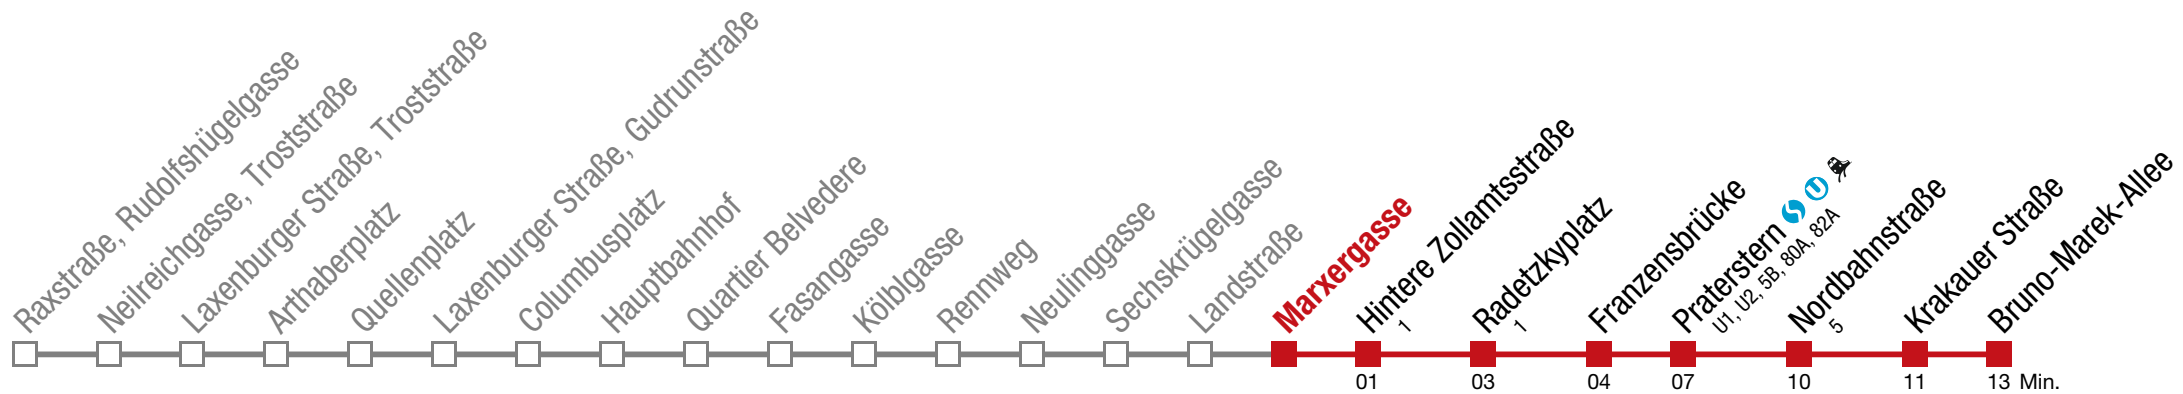 Raxstraße, Rudolfshügelgasse
Neilreichgasse, Troststraße
Laxenburger Straße, Troststraße
Arthaberplatz
Quellenplatz
Laxenburger Straße, Gudrunstraße
Columbusplatz
Hauptbahnhof
Quartier Belvedere
Fasangasse
Kölblgasse
Rennweg
Neulinggasse
Sechskrügelgasse
Landstraße
Marxergasse
Hintere Zollamtsstraße
1
Radetzkyplatz
1
Franzensbrücke
Praterstern S U
U1, U2, 5B, 80A, 82A
Nordbahnstraße
5
Krakauer Straße
Bruno-Marek-Allee
01 03 04 07 10 11 13 Min.